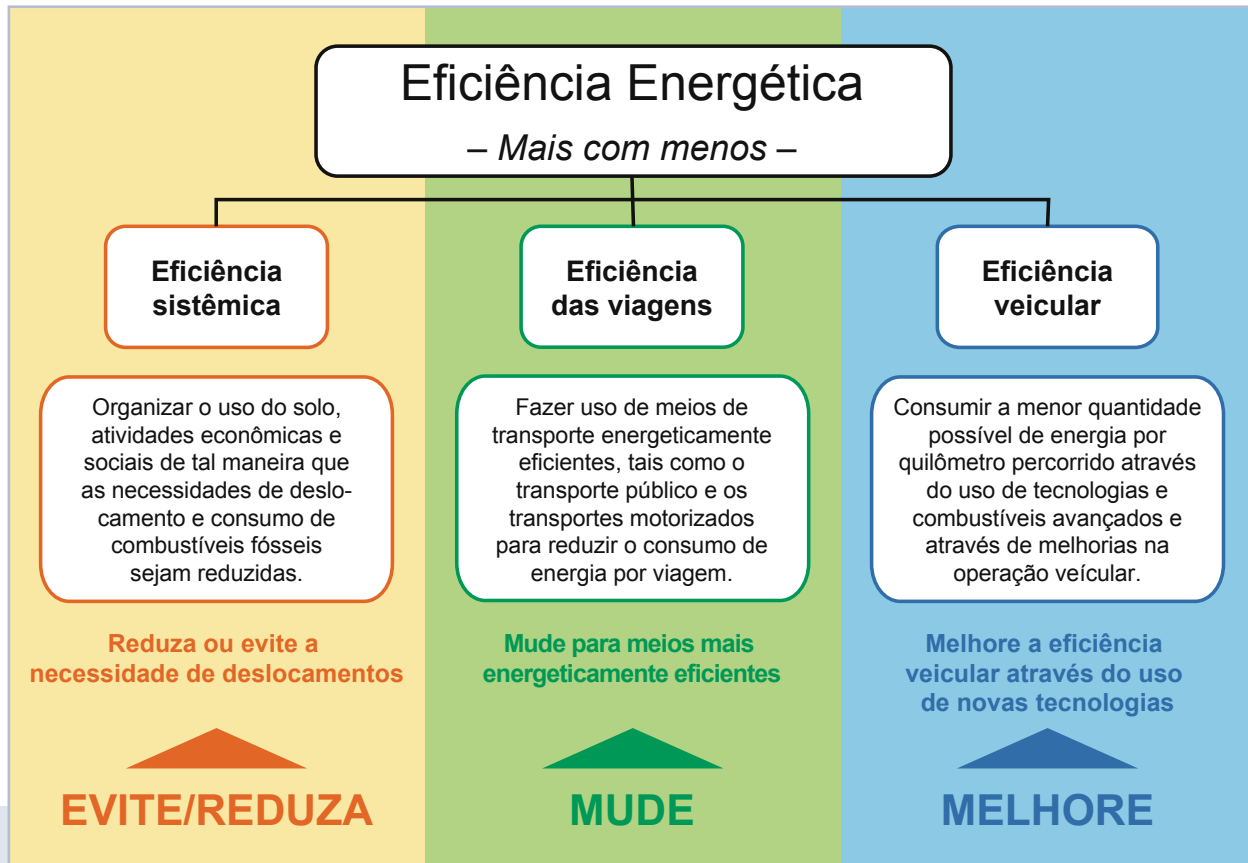 Eficiência Energética
– Mais com menos –
Eficiência
sistêmica
Organizar o uso do solo,
atividades econômicas e
sociais de tal maneira que
as necessidades de deslo-
camento e consumo de
combustíveis fósseis
sejam reduzidas.
Reduza ou evite a
necessidade de deslocamentos
EVITE/REDUZA
Eficiência
das viagens
Fazer uso de meios de
transporte energeticamente
eficientes, tais como o
transporte público e os
transportes motorizados
para reduzir o consumo de
energia por viagem.
Mude para meios mais
energeticamente eficientes
MUDE
Eficiência
veicular
Consumir a menor quantidade
possível de energia por
quilômetro percorrido através
do uso de tecnologias e
combustíveis avançados e
através de melhorias na
operação veícular.
Melhore a eficiência
veicular através do uso
de novas tecnologias
MELHORE